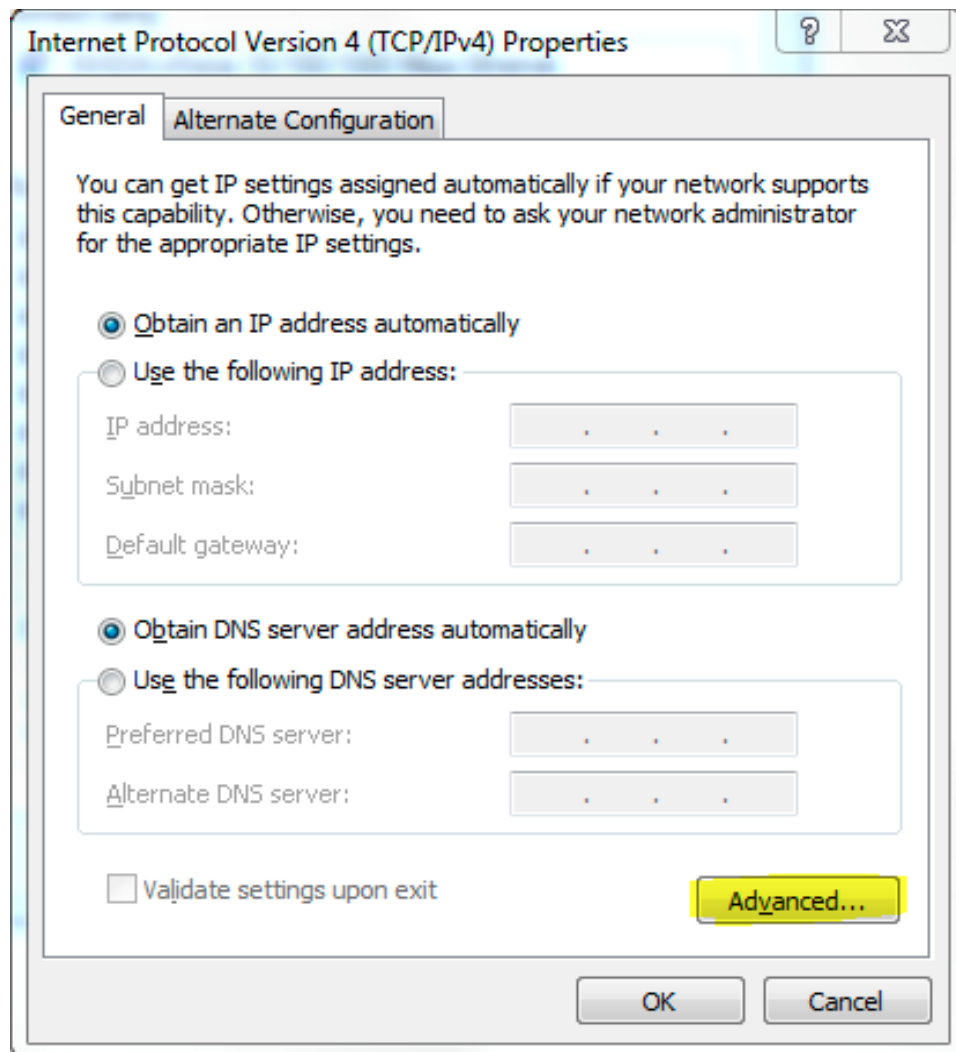 Internet Protocol Version 4 (TCP/IPv4) Properties
General
Alternate Configuration
You can get IP settings assigned automatically if your network supports
this capability. Otherwise, you need to ask your network administrator
for the appropriate IP settings.
Obtain an IP address automatically
Use the following IP address:
IP address:
Subnet mask:
Default gateway:
Obtain DNS server address automatically
Use the following DNS server addresses:
Preferred DNS server:
Alternate DNS server:
Validate settings upon exit
Advanced...
OK
Cancel